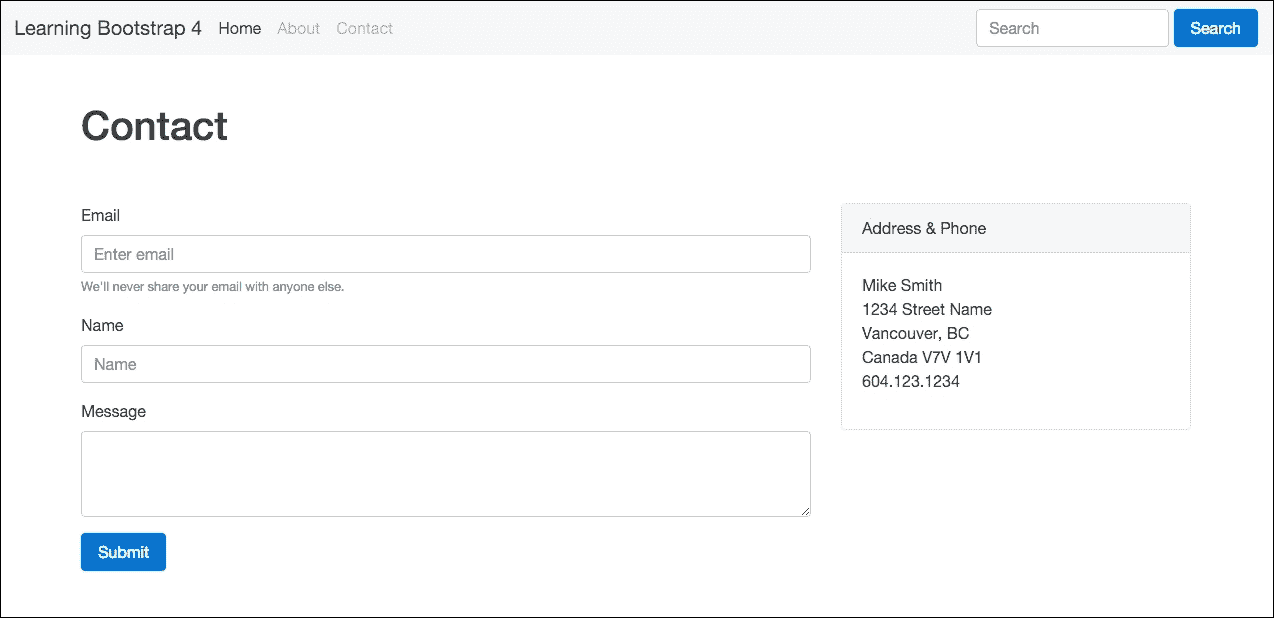 Learning Bootstrap 4 Home About Contact Search Search
Contact
Email
Enter email
We'll never share your email with anyone else.
Name
Name
Message
Submit
Address & Phone
Mike Smith
1234 Street Name
Vancouver, BC
Canada V7V 1V1
604.123.1234